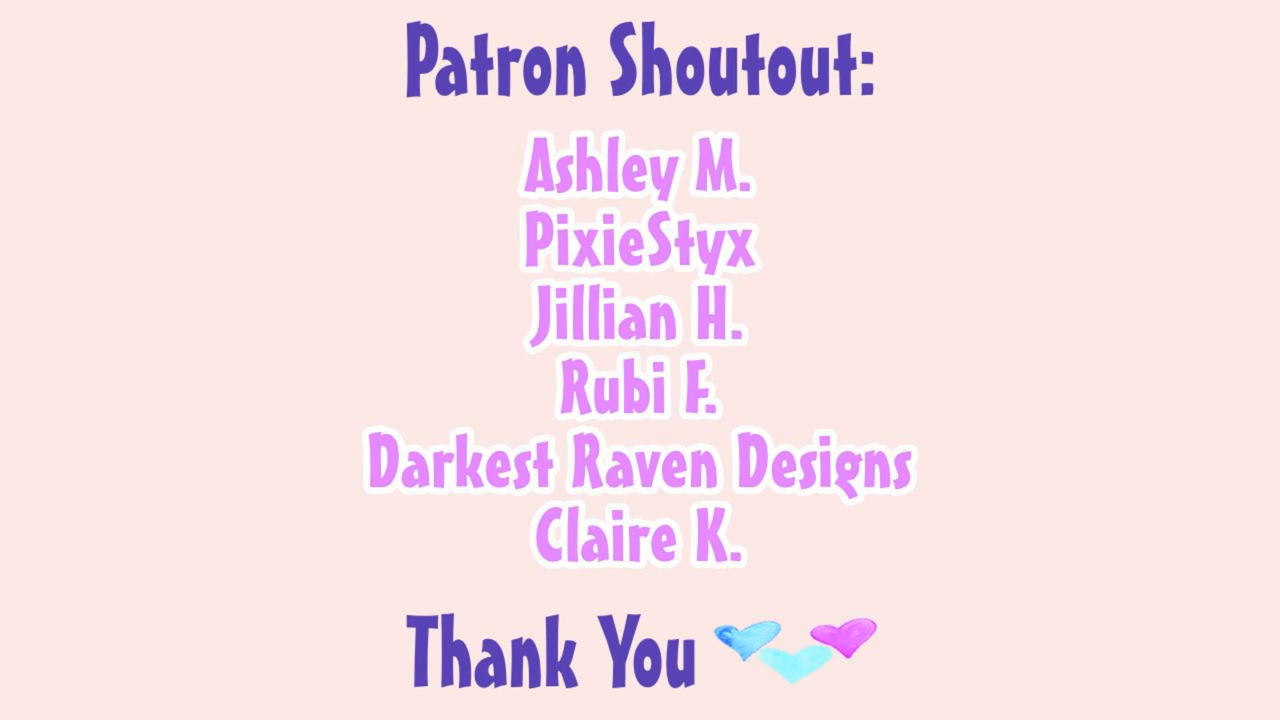 Patron Shoutout:
Ashley M.
PixieStyx
Jillian H.
Rubi F.
Darkest Raven Designs
Claire K.
Thank You